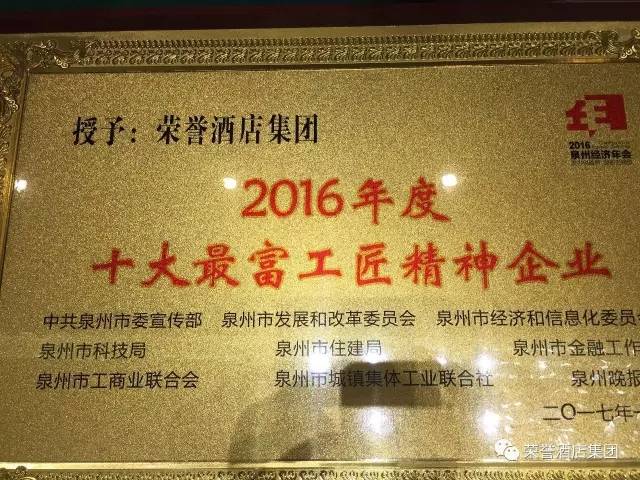 授予：荣誉酒店集团
2016
泉州经济年会
2016年度
十大最富工匠精神企业
中共泉州市委宣传部 泉州市发展和改革委员会 泉州市经济和信息化委员
泉州市科技局 泉州市住建局 泉州市金融工作
泉州市工商业联合会 泉州市城镇集体工业联合社 泉州晚报
二〇一七年
荣誉酒店集团